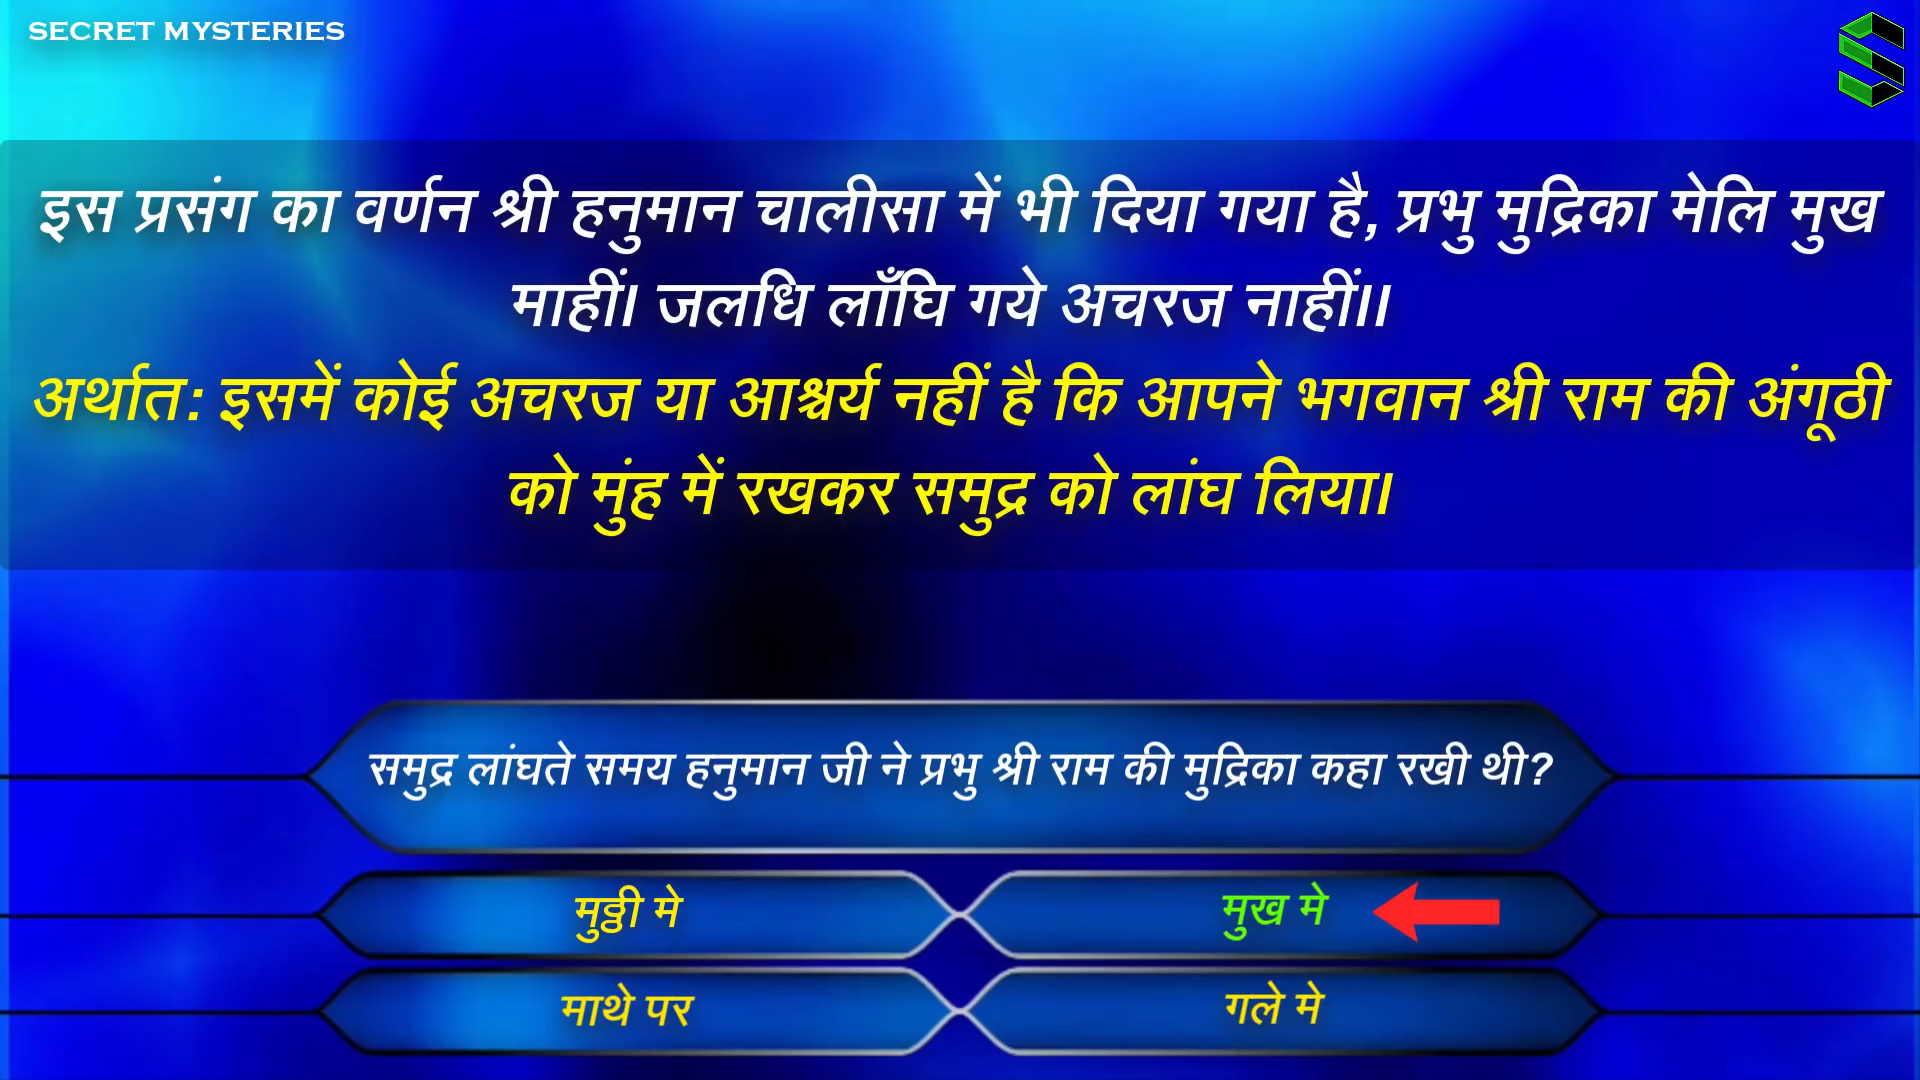 SECRET MYSTERIES
इस प्रसंग का वर्णन श्री हनुमान चालीसा में भी दिया गया है, प्रभु मुद्रिका मेलि मुख
माहीं। जलधि लाँघि गये अचरज नाहीं।।
अर्थात: इसमें कोई अचरज या आश्चर्य नहीं है कि आपने भगवान श्री राम की अंगूठी
को मुंह में रखकर समुद्र को लांघ लिया।
समुद्र लांघते समय हनुमान जी ने प्रभु श्री राम की मुद्रिका कहा रखी थी?
मुठ्ठी मे
मुख मे
माथे पर
गले मे